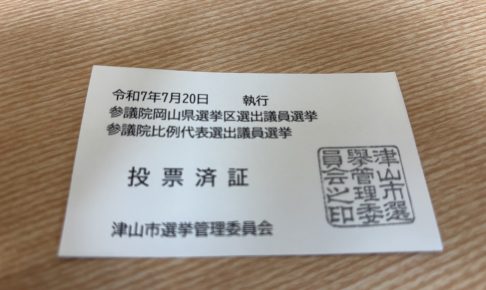 令和7年7月20日　　執行
参議院岡山県選挙区選出議員選挙
参議院比例代表選出議員選挙
投票済証
津山市選挙管理委員会
津山市選
擧管理委
員会之印